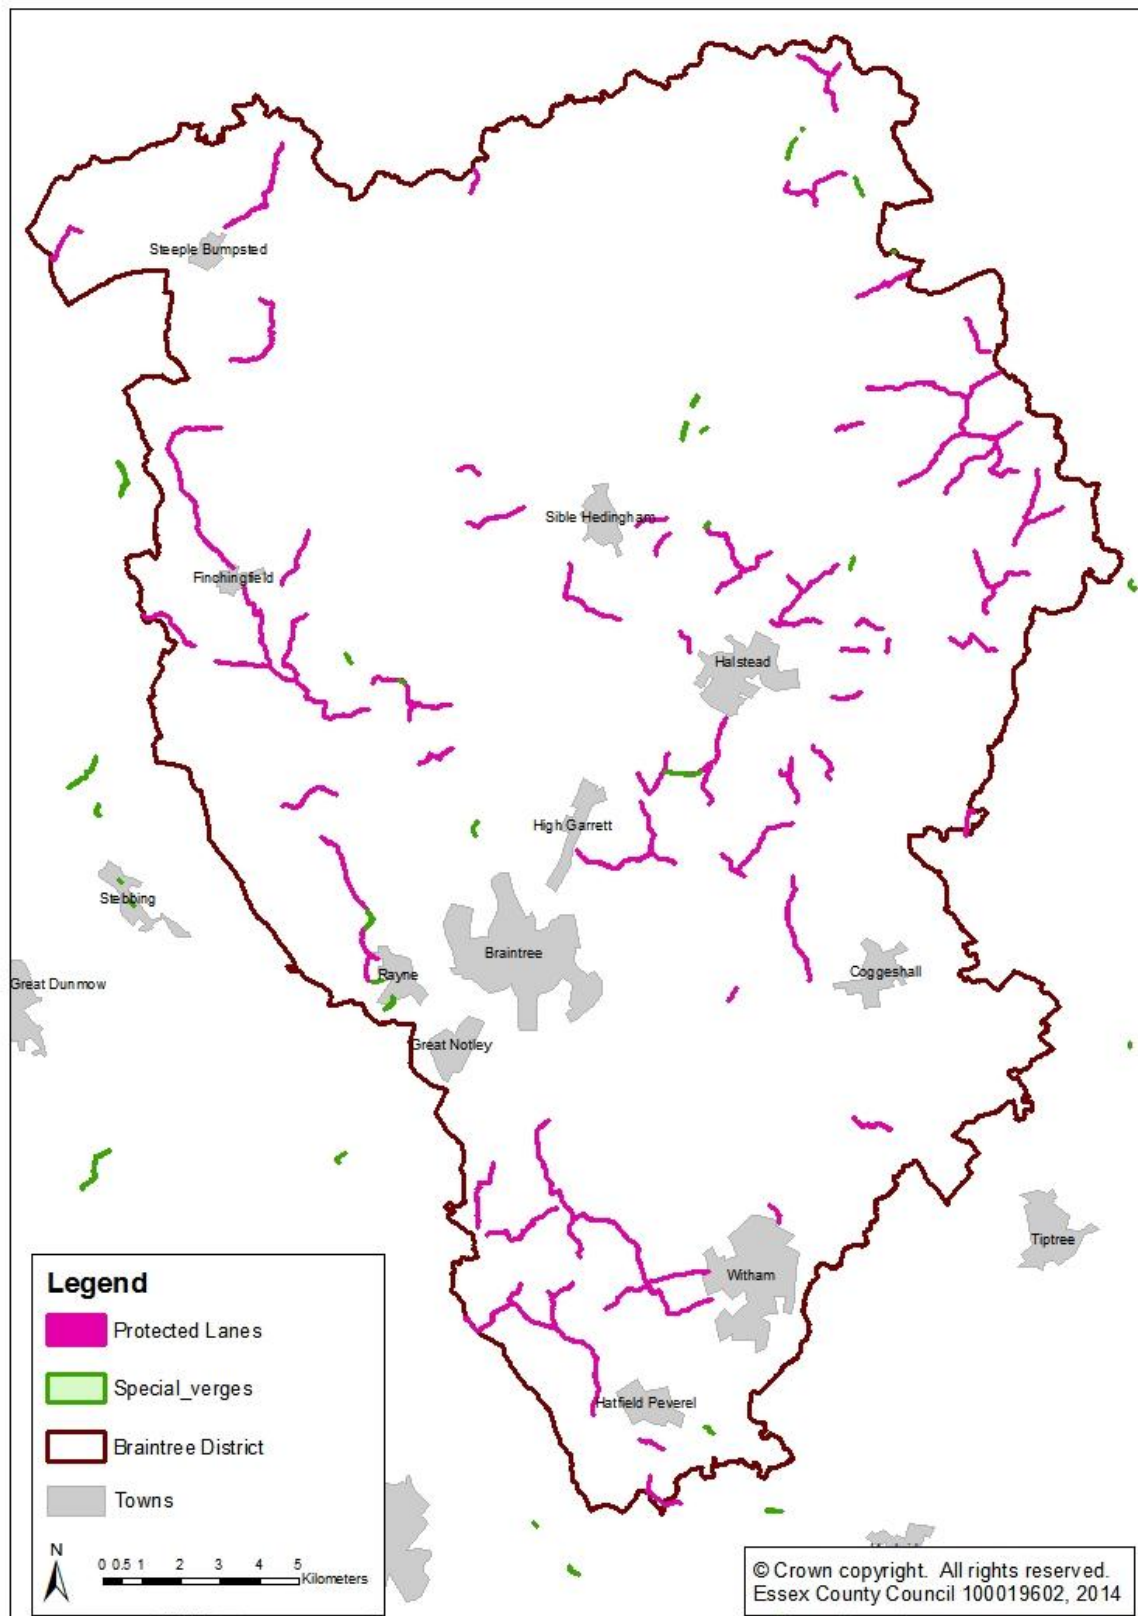 Steeple Bumpsted
Sible Hedingham
Finchingfield
Halstead
High Garrett
Stebbing
Braintree
Rayne
Coggeshall
Great Dunmow
Great Notley
Tiptree
Witham
Hatfield Peverel
Legend
Protected Lanes
Special_verges
Braintree District
Towns
N
0 0.5 1 2 3 4 5
Kilometers
© Crown copyright. All rights reserved.
Essex County Council 100019602, 2014